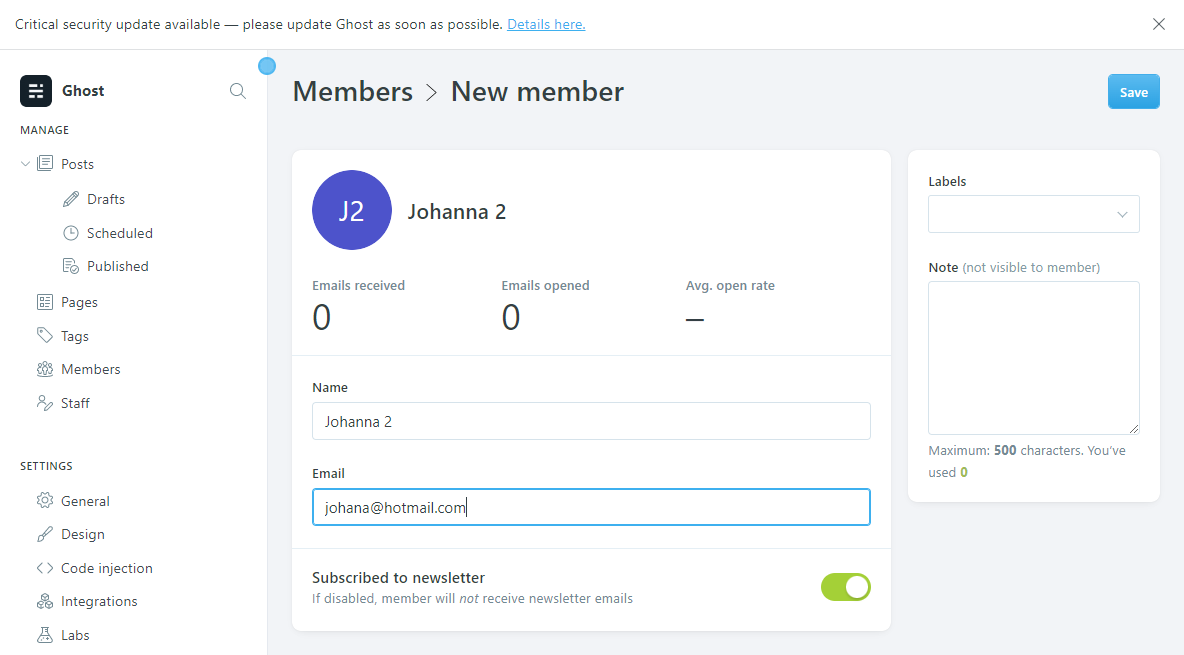 Critical security update available — please update Ghost as soon as possible. Details here.
Ghost
MANAGE
Posts
Drafts
Scheduled
Published
Pages
Tags
Members
Staff
SETTINGS
General
Design
Code injection
Integrations
Labs
Members > New member
Save
J2
Johanna 2
Emails received
0
Emails opened
0
Avg. open rate
–
Name
Johanna 2
Email
johana@hotmail.com
Subscribed to newsletter
If disabled, member will not receive newsletter emails
Labels
Note (not visible to member)
Maximum: 500 characters. You've
used 0